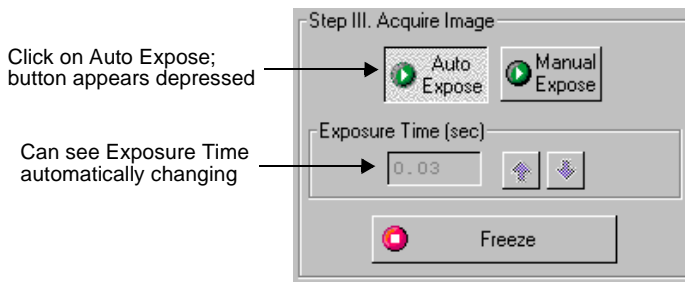 Step III. Acquire Image
Click on Auto Expose;
button appears depressed
Auto
Expose
Manual
Expose
Exposure Time (sec)
Can see Exposure Time
automatically changing
0.03
Freeze